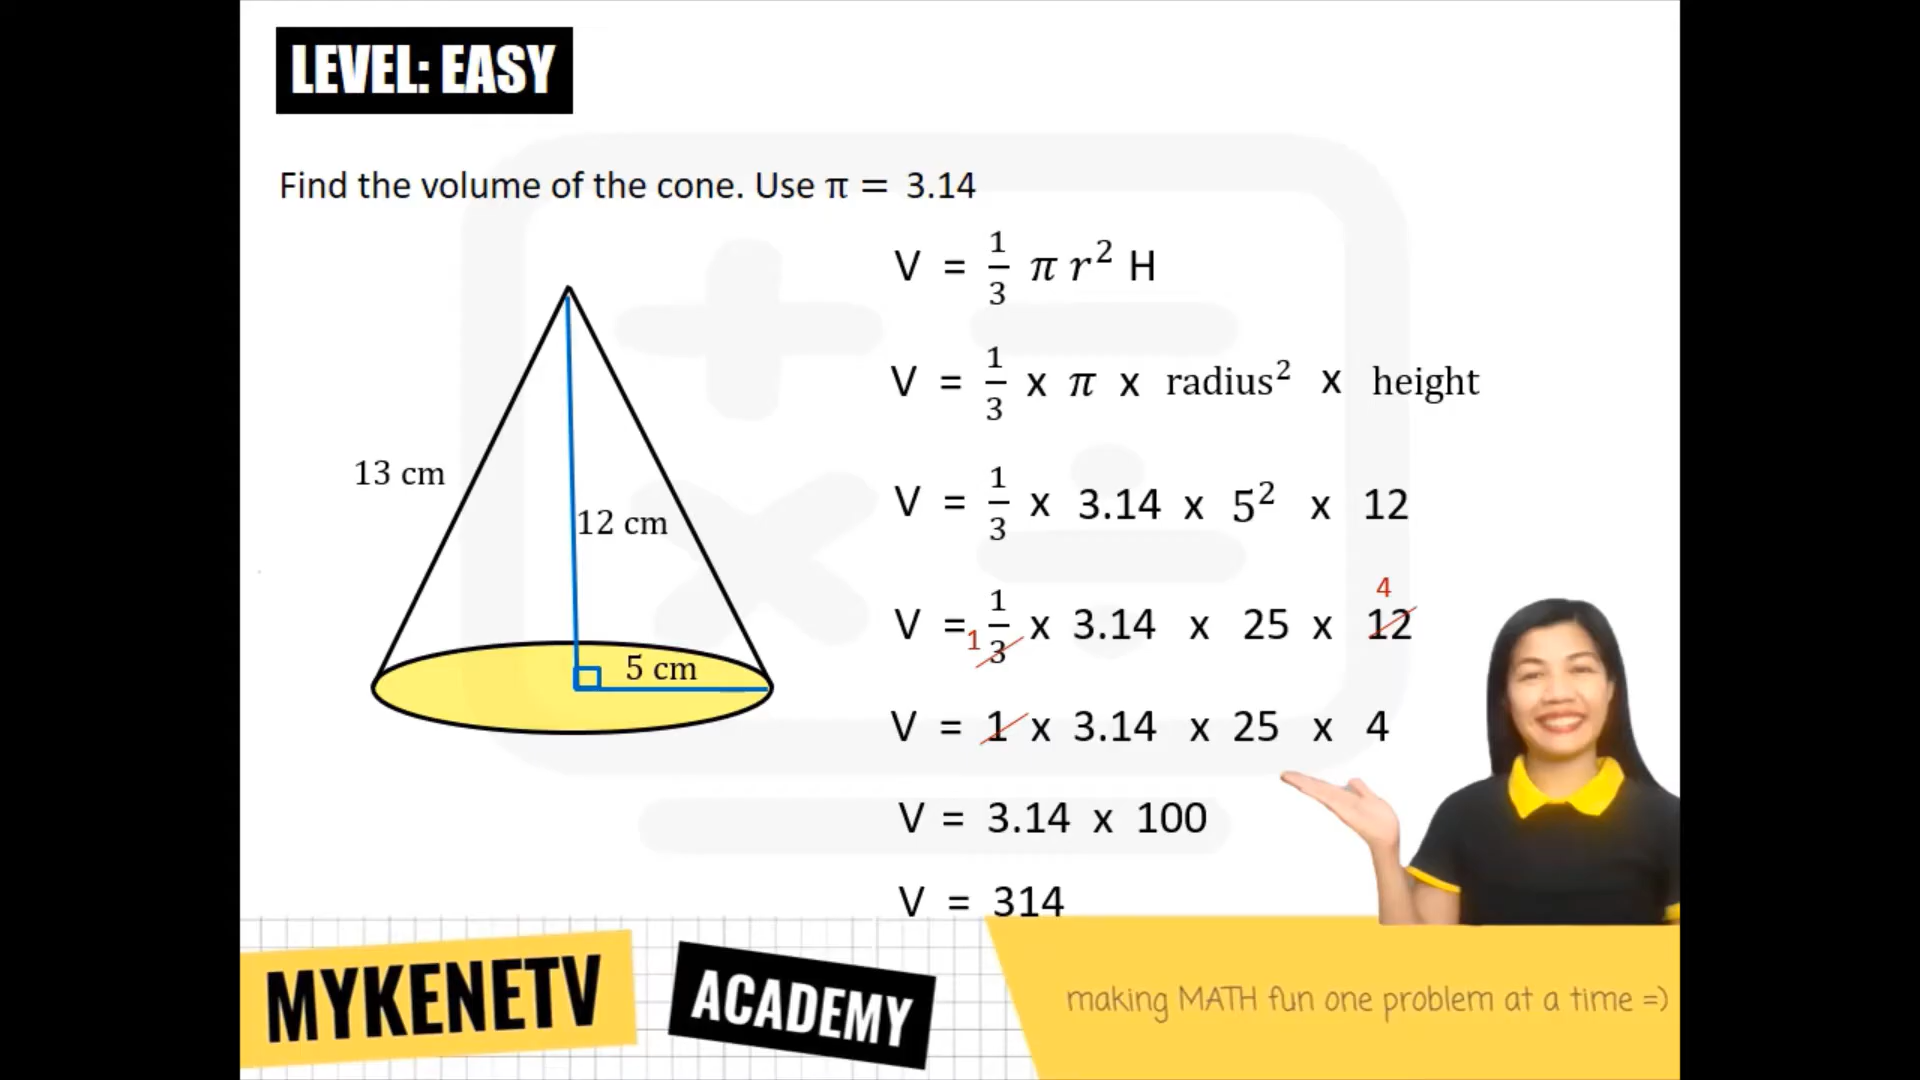 LEVEL: EASY
Find the volume of the cone. Use π = 3.14
V = 1/3 π r² H
V = 1/3 x π x radius² x height
13 cm
12 cm
5 cm
V = 1/3 x 3.14 x 5² x 12
4
V = 1/3 x 3.14 x 25 x 12
1
V = 1 x 3.14 x 25 x 4
V = 3.14 x 100
V = 314
MYKENETV
ACADEMY
making MATH fun one problem at a time =)